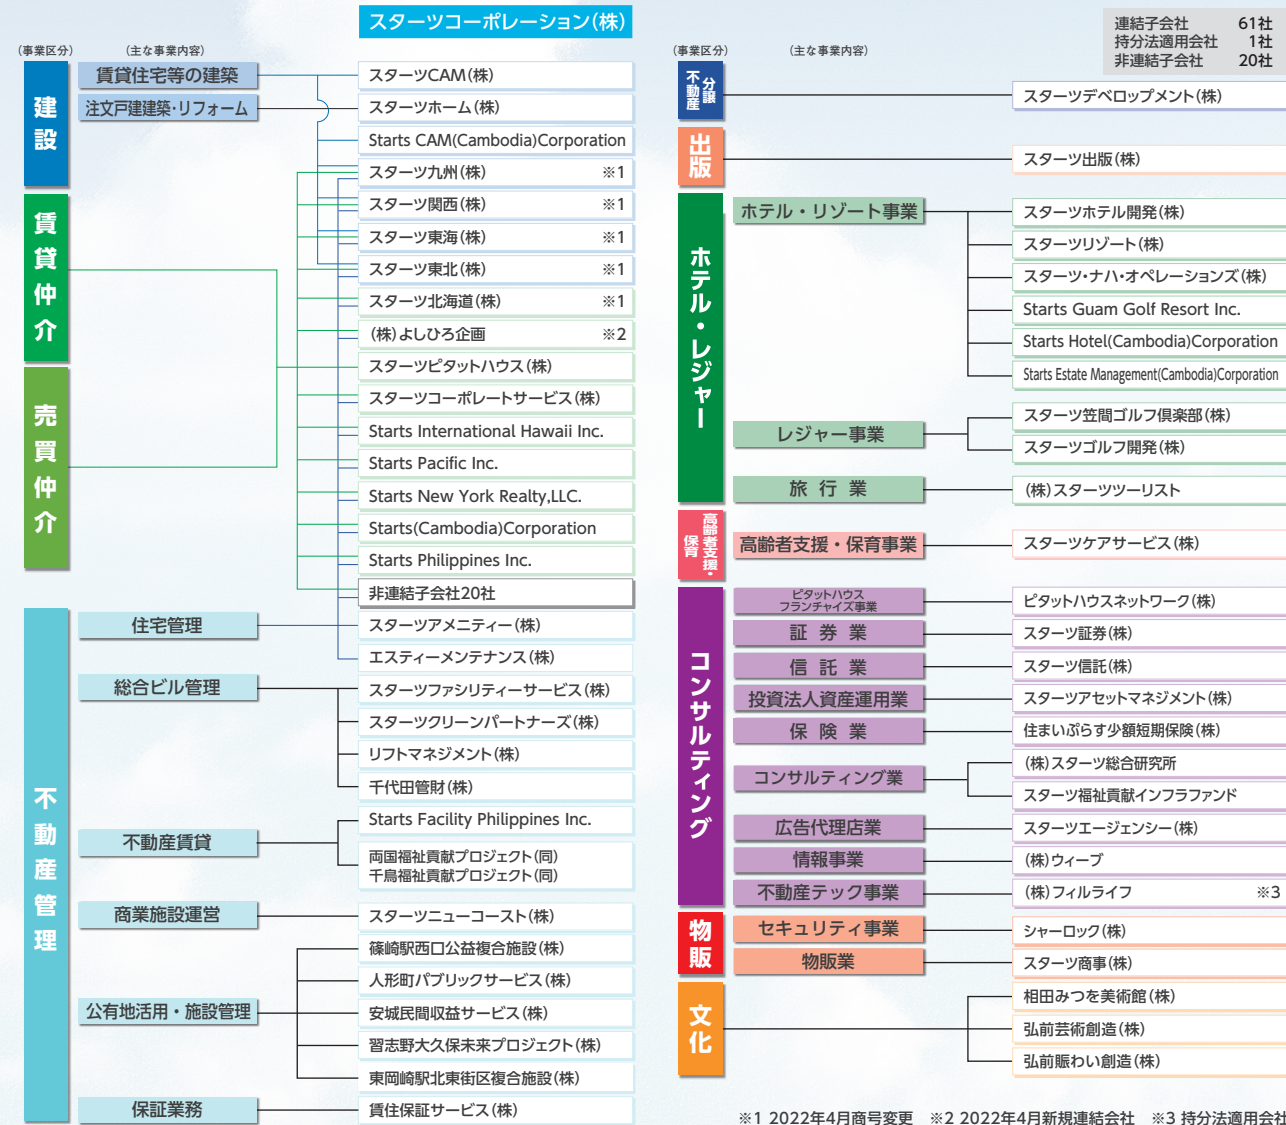 スターツコーポレーション(株)
(事業区分)
(主な事業内容)
建設
賃貸住宅等の建築
注文戸建建築・リフォーム
スターツCAM(株)
スターツホーム(株)
Starts CAM(Cambodia)Corporation
スターツ九州(株) ※1
スターツ関西(株) ※1
スターツ東海(株) ※1
スターツ東北(株) ※1
スターツ北海道(株) ※1
(株)よしひろ企画 ※2
賃貸仲介
売買仲介
スターツピタットハウス(株)
スターツコーポレートサービス(株)
Starts International Hawaii Inc.
Starts Pacific Inc.
Starts New York Realty,LLC.
Starts(Cambodia)Corporation
Starts Philippines Inc.
非連結子会社20社
不動産管理
住宅管理
スターツアメニティー(株)
エスティーメンテナンス(株)
総合ビル管理
スターツファシリティーサービス(株)
スターツクリーンパートナーズ(株)
リフトマネジメント(株)
千代田管財(株)
不動産賃貸
Starts Facility Philippines Inc.
両国福祉貢献プロジェクト(同)
千鳥福祉貢献プロジェクト(同)
商業施設運営
スターツニューコースト(株)
公有地活用・施設管理
篠崎駅西口公益複合施設(株)
人形町パブリックサービス(株)
安城民間収益サービス(株)
習志野大久保未来プロジェクト(株)
東岡崎駅北東街区複合施設(株)
保証業務
賃住保証サービス(株)
連結子会社 61社
持分法適用会社 1社
非連結子会社 20社
(事業区分)
(主な事業内容)
分譲
不動産
スターツデベロップメント(株)
出版
スターツ出版(株)
ホテル・レジャー
ホテル・リゾート事業
スターツホテル開発(株)
スターツリゾート(株)
スターツ・ナハ・オペレーションズ(株)
Starts Guam Golf Resort Inc.
Starts Hotel(Cambodia)Corporation
Starts Estate Management(Cambodia)Corporation
レジャー事業
スターツ笠間ゴルフ倶楽部(株)
スターツゴルフ開発(株)
旅行業
(株)スターツツーリスト
高齢者支援・
保育
高齢者支援・保育事業
スターツケアサービス(株)
コンサルティング
ピタットハウス
フランチャイズ事業
ピタットハウスネットワーク(株)
証券業
スターツ証券(株)
信託業
スターツ信託(株)
投資法人資産運用業
スターツアセットマネジメント(株)
保険業
住まいぷらす少額短期保険(株)
コンサルティング業
(株)スターツ総合研究所
スターツ福祉貢献インフラファンド
広告代理店業
スターツエージェンシー(株)
情報事業
(株)ウィーブ
不動産テック事業
(株)フィルライフ ※3
物販
セキュリティ事業
シャーロック(株)
物販業
スターツ商事(株)
文化
相田みつを美術館(株)
弘前芸術創造(株)
弘前賑わい創造(株)
※1 2022年4月商号変更 ※2 2022年4月新規連結会社 ※3 持分法適用会社